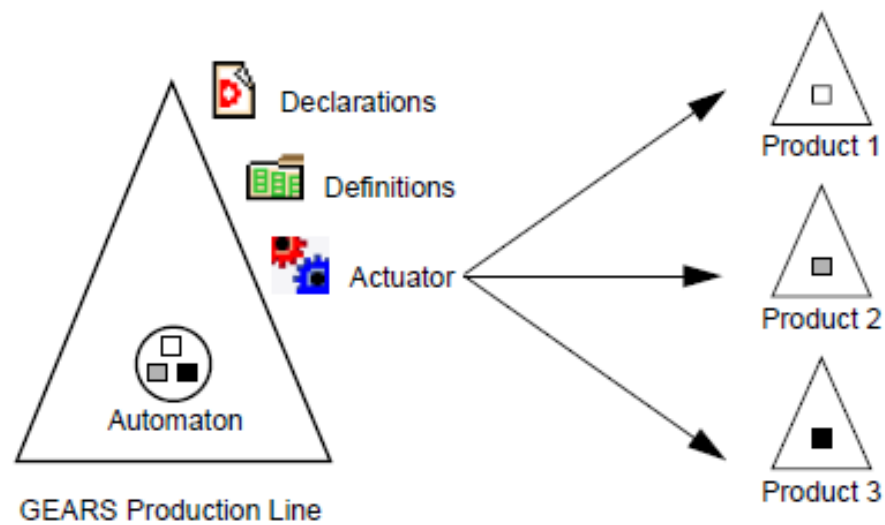 Declarations
Definitions
Actuator
Automaton
GEARS Production Line
Product 1
Product 2
Product 3